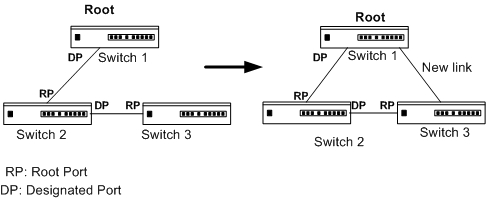 Root
DP
Switch 1
RP
DP
RP
Switch 2
Switch 3
Root
DP
Switch 1
New link
RP
DP
RP
Switch 2
Switch 3
RP: Root Port
DP: Designated Port